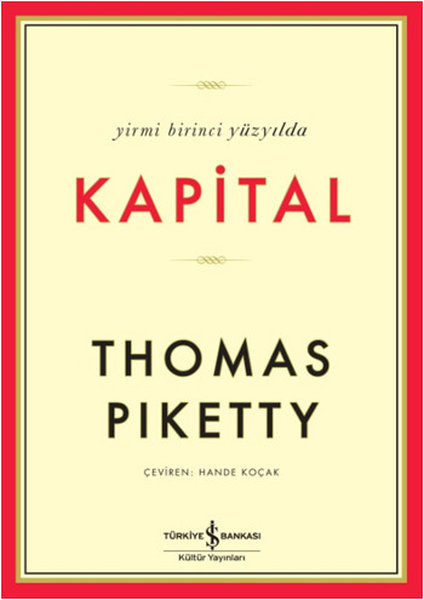 yirmi birinci yüzyılda
KAPİTAL
THOMAS
PIKETTY
ÇEVİREN: HANDE KOÇAK
TÜRKİYE İŞ BANKASI
Kültür Yayınları